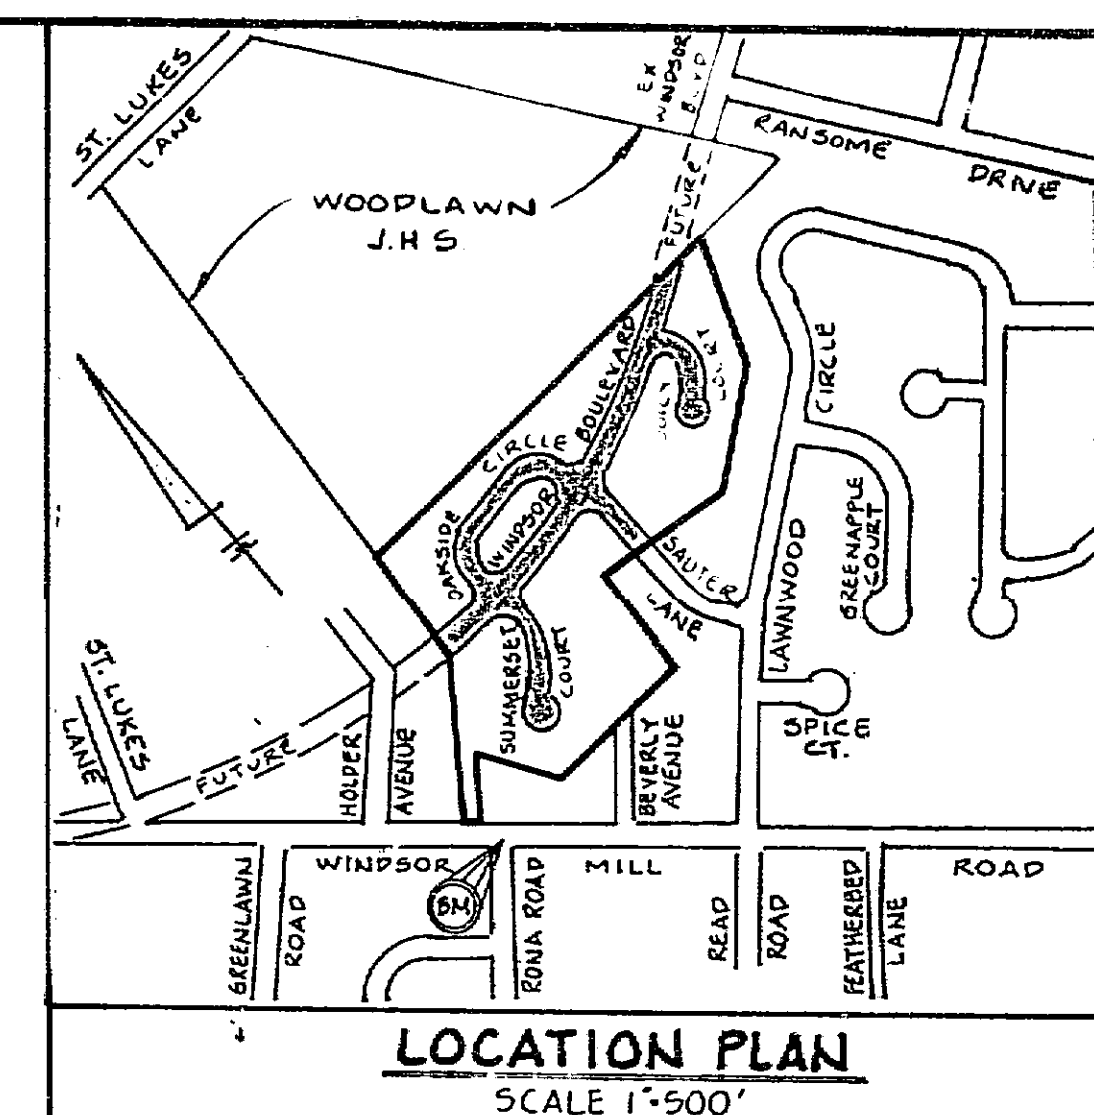 ST. LUKES
LANE
EX
WINDSOR
RANSOME
DRIVE
WOODLAWN
J.H S.
FUTURE
CIRCLE
BOULEVARD
COURT
OAKSIDE
CIRCLE
WINDSOR
SAUTER
LANE
LAWNWOOD
GREENAPPLE
COURT
SUMMERSET
COURT
ST. LUKES
LANE
FUTURE
HOLDER
AVENUE
BEVERLY
AVENUE
SPICE
CT.
WINDSOR
MILL
ROAD
BM
GREENLAWN
ROAD
RONA ROAD
READ
ROAD
FEATHERBED
LANE
LOCATION PLAN
SCALE 1"=500'